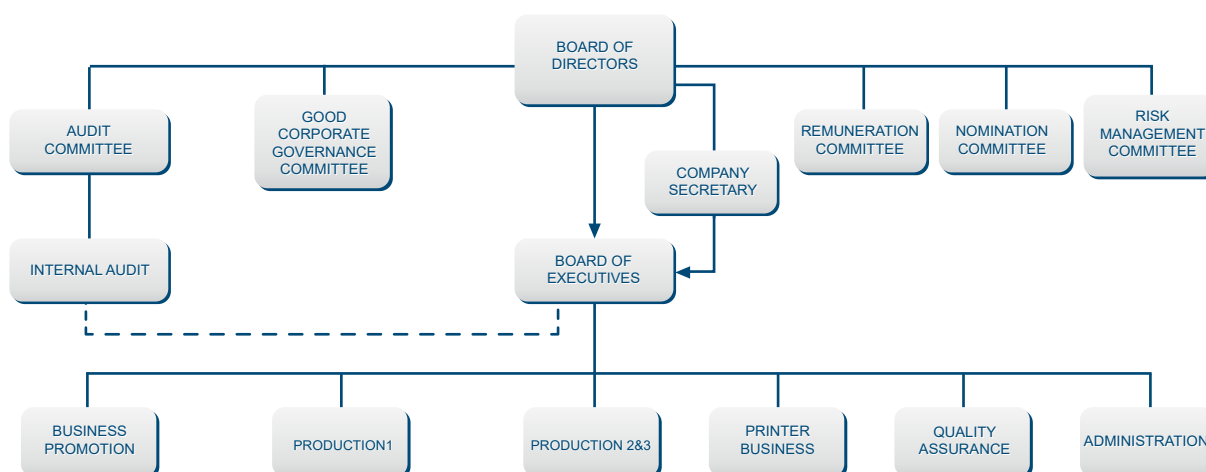 BOARD OF
DIRECTORS
AUDIT
COMMITTEE
GOOD
CORPORATE
GOVERNANCE
COMMITTEE
REMUNERATION
COMMITTEE
NOMINATION
COMMITTEE
RISK
MANAGEMENT
COMMITTEE
COMPANY
SECRETARY
INTERNAL AUDIT
BOARD OF
EXECUTIVES
BUSINESS
PROMOTION
PRODUCTION1
PRODUCTION 2&3
PRINTER
BUSINESS
QUALITY
ASSURANCE
ADMINISTRATION